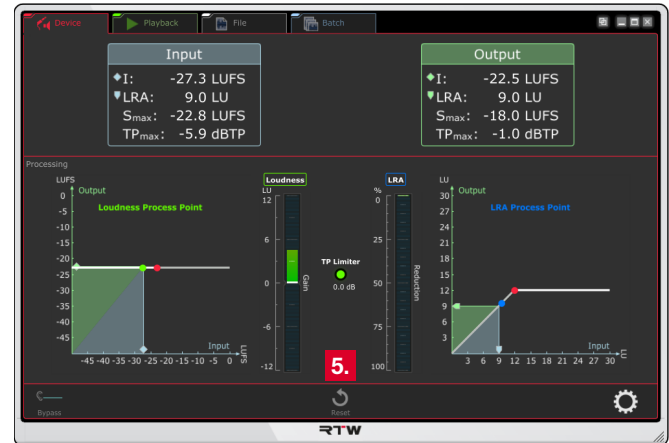 Device Playback File Batch
Input
I: -27.3 LUFS
LRA: 9.0 LU
Smax: -22.8 LUFS
TPmax: -5.9 dBTP
Output
I: -22.5 LUFS
LRA: 9.0 LU
Smax: -18.0 LUFS
TPmax: -1.0 dBTP
Processing
LUFS
Output
Loudness Process Point
0
-5
-10
-15
-20
-25
-30
-35
-40
-45
Input
-45 -40 -35 -30 -25 -20 -15 -10 -5 0
LUFS
Loudness
LU
12
6
0
-6
-12
Gain
TP Limiter
0.0 dB
LRA
%
0
25
50
75
100
Reduction
5.
LU
Output
LRA Process Point
30
27
24
21
18
15
12
9
6
3
Input
3 6 9 12 15 18 21 24 27 30
LU
Bypass
Reset
RTW